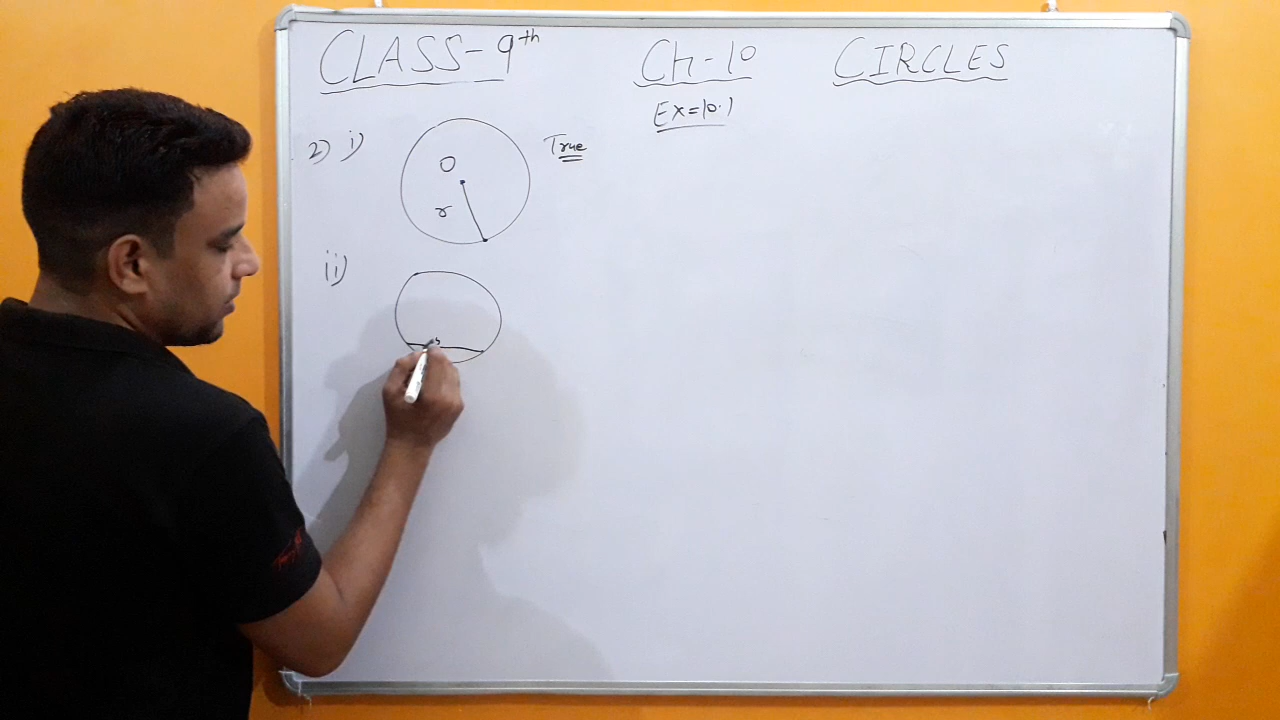 CLASS-9th Ch-10 CIRCLES
Ex=10.1
2) i) True
O
r
ii)